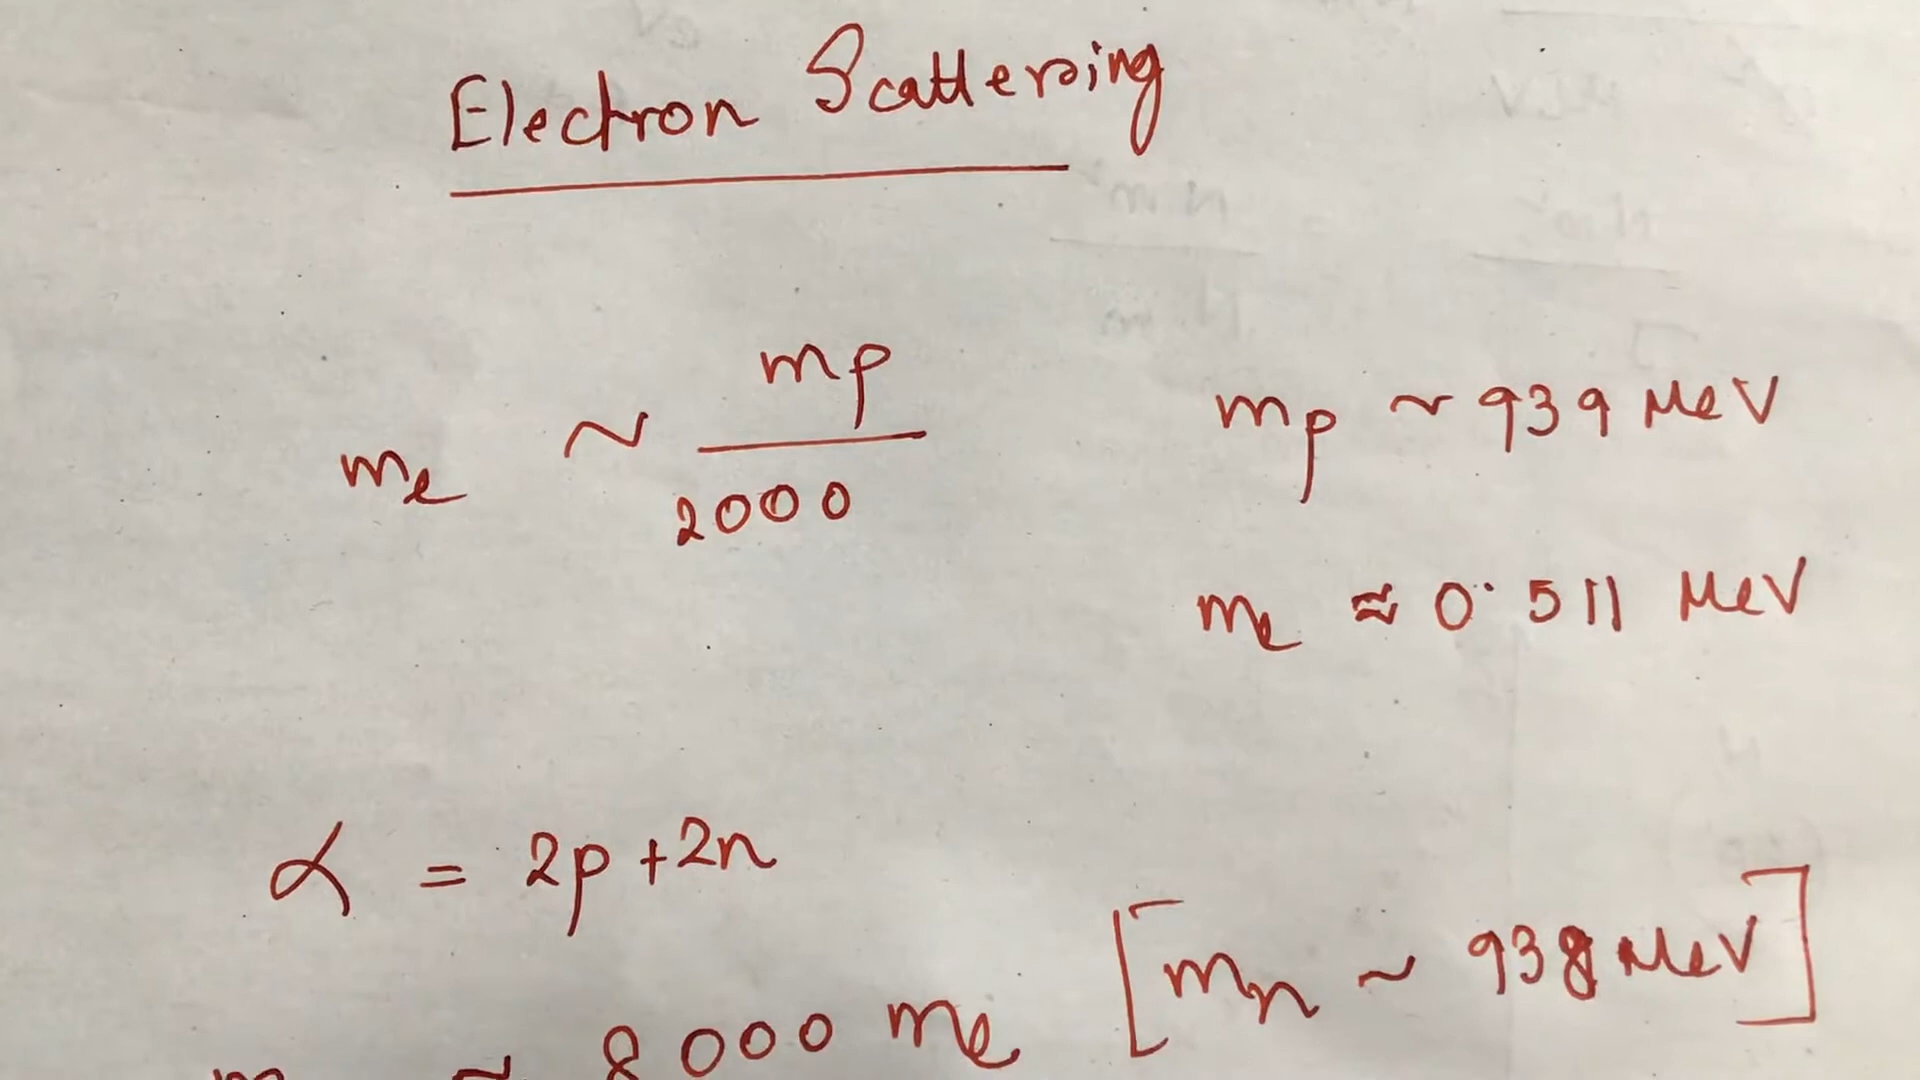 Electron Scattering
me ~ mp / 2000
mp ~ 939 MeV
me ≈ 0.511 MeV
α = 2p+2n
[mn ~ 938 MeV]
≈ 8000 me